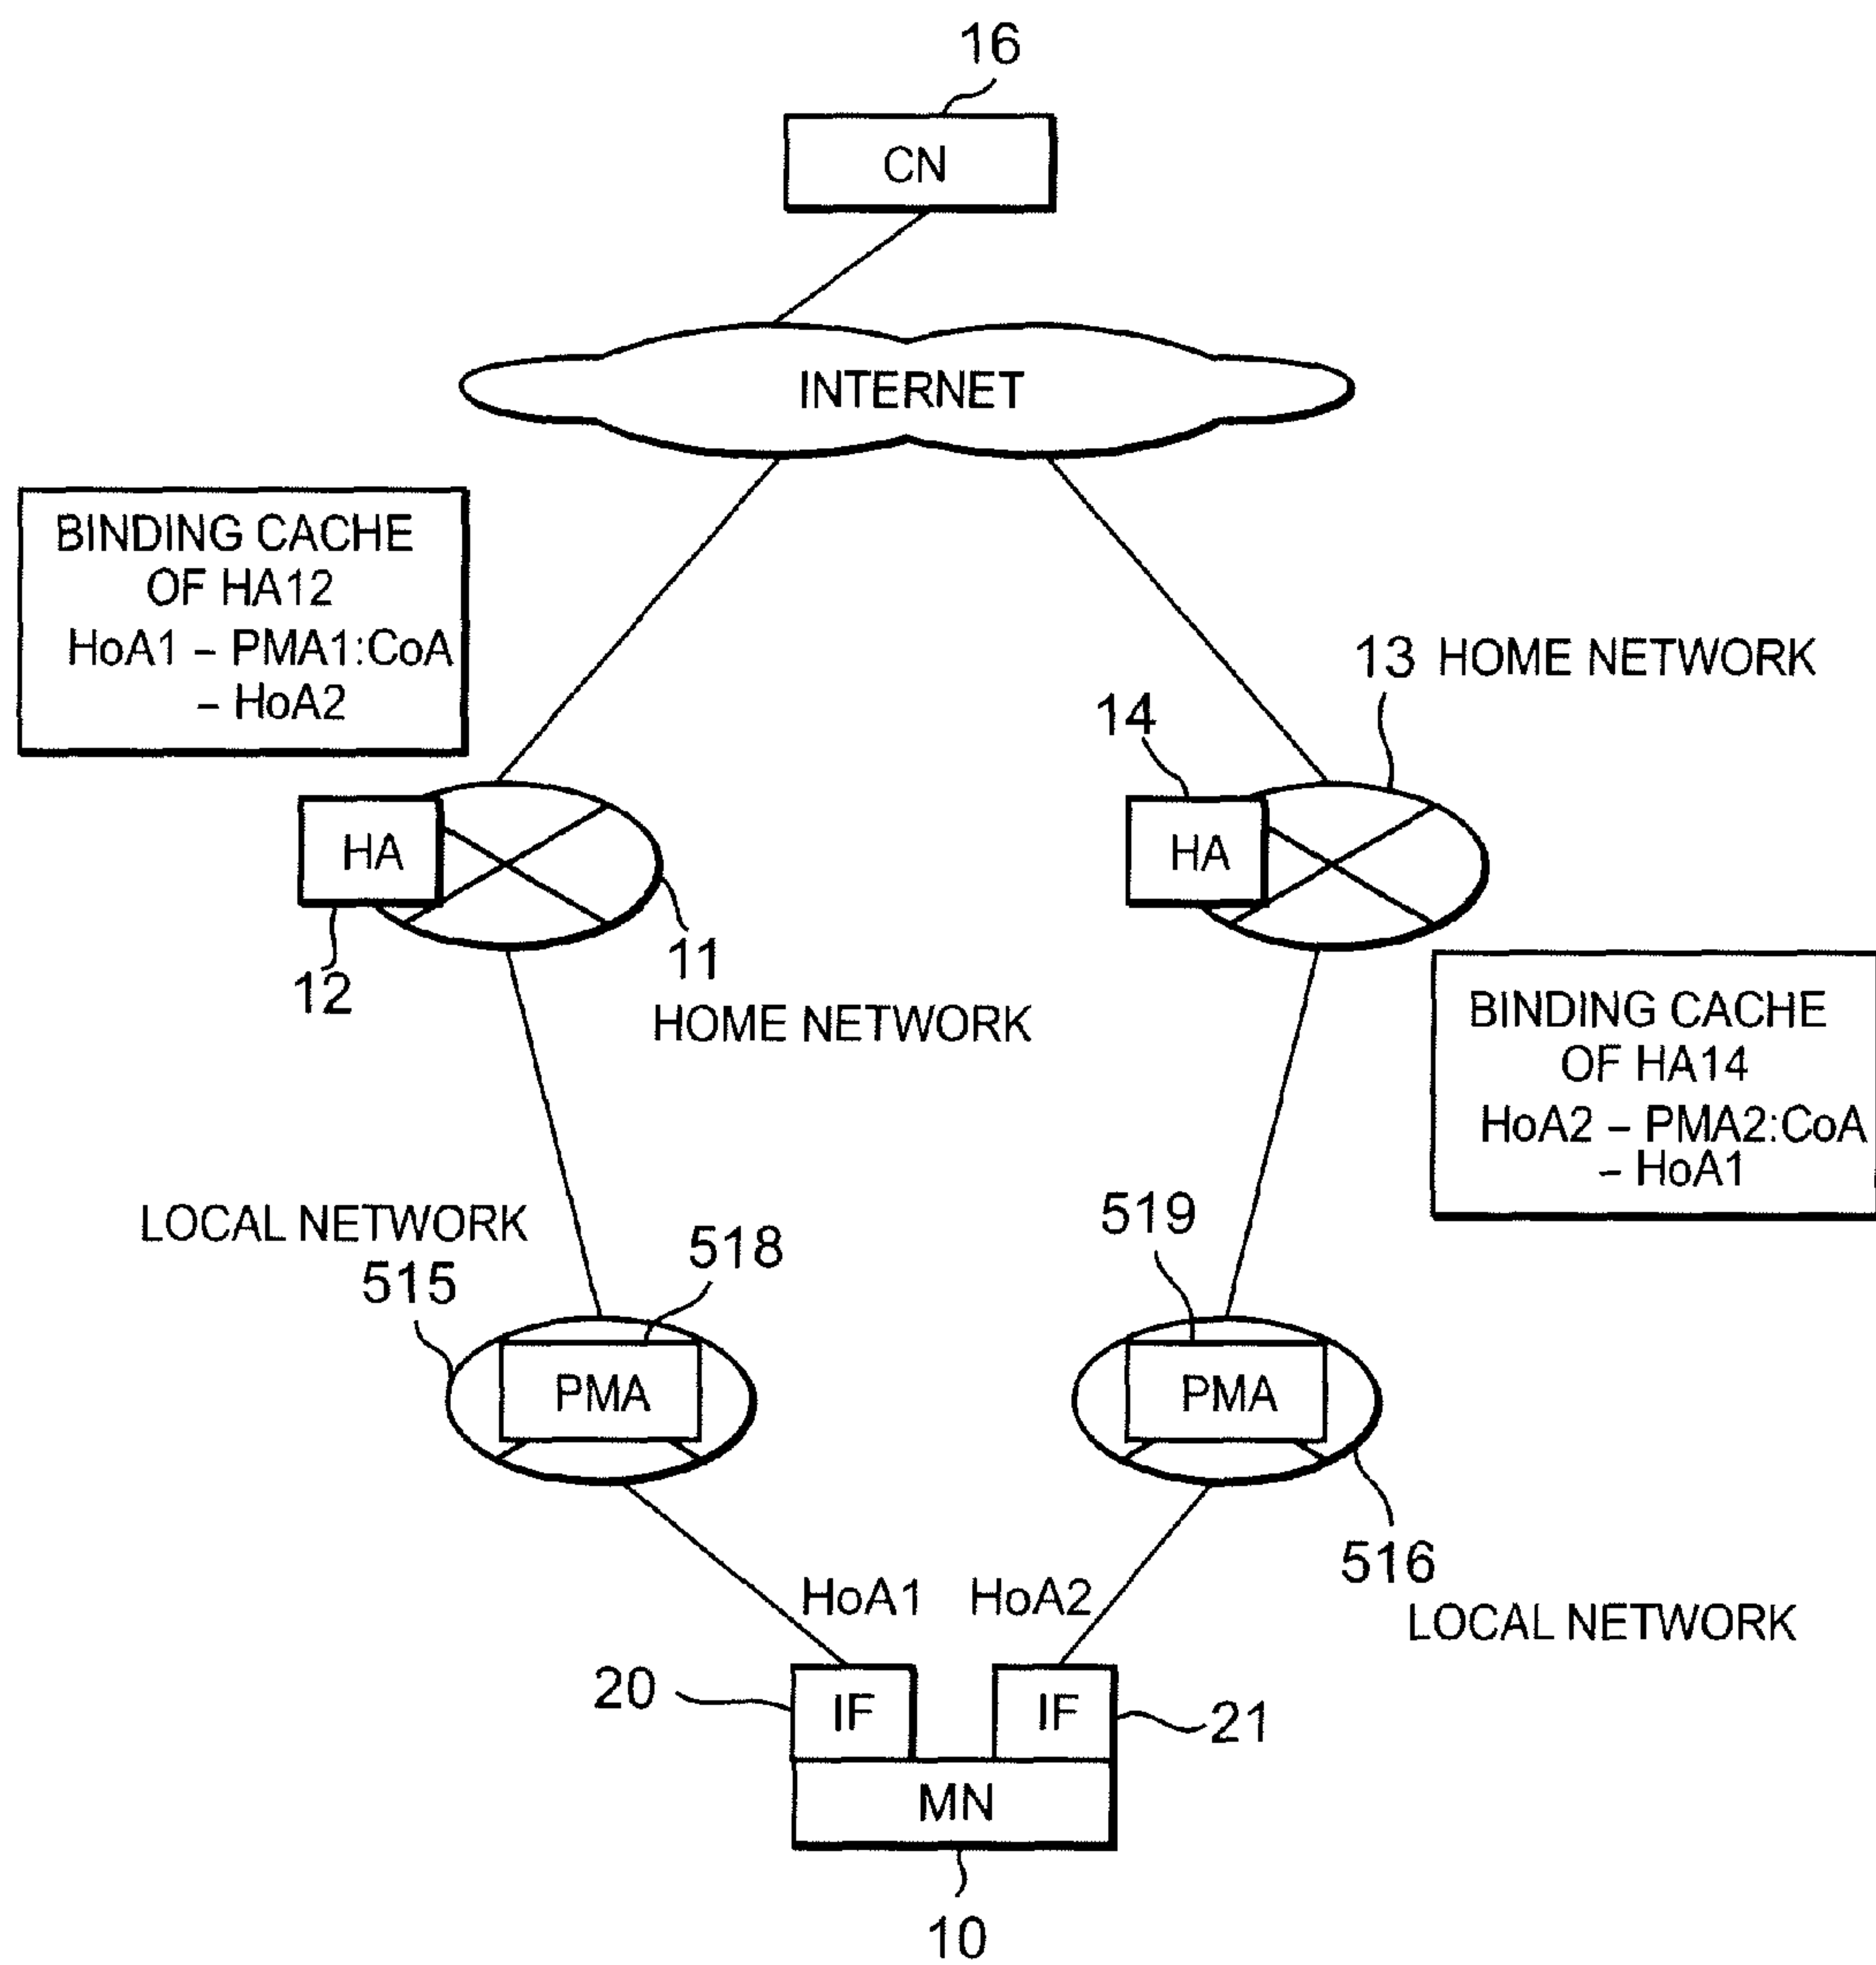 16
CN
INTERNET
BINDING CACHE
OF HA12
HoA1 – PMA1:CoA
– HoA2
13 HOME NETWORK
14
HA
HA
12
11
HOME NETWORK
BINDING CACHE
OF HA14
HoA2 – PMA2:CoA
– HoA1
LOCAL NETWORK
515
518
519
PMA
PMA
516
LOCAL NETWORK
HoA1
HoA2
20
IF
IF
21
MN
10